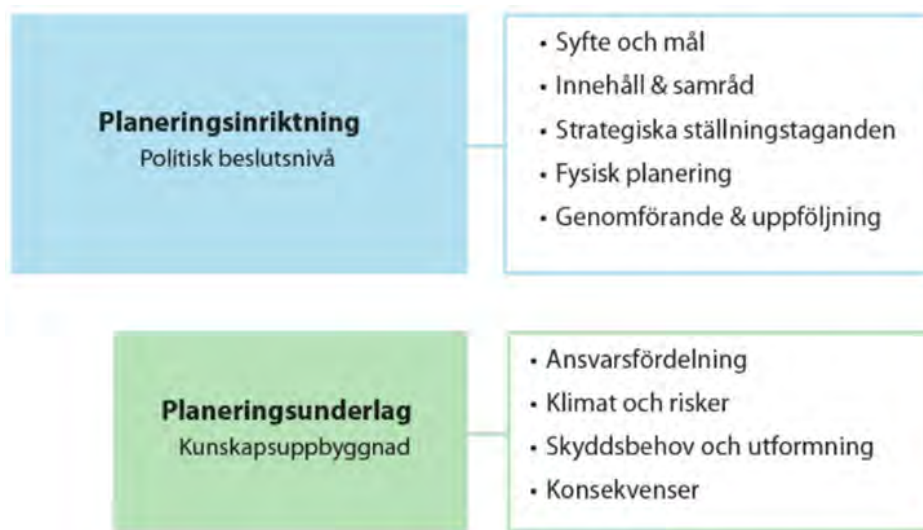 Planeringsinriktning
Politisk beslutsnivå
• Syfte och mål
• Innehåll & samråd
• Strategiska ställningstaganden
• Fysisk planering
• Genomförande & uppföljning
Planeringsunderlag
Kunskapsuppbyggnad
• Ansvarsfördelning
• Klimat och risker
• Skyddsbehov och utformning
• Konsekvenser